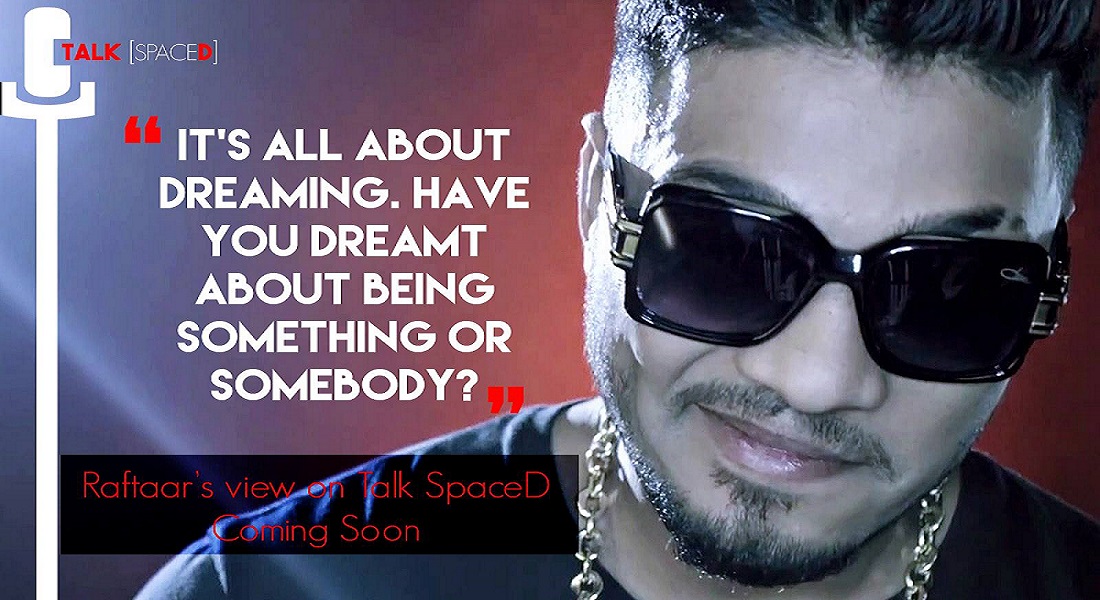 TALK [SPACED]
“ IT'S ALL ABOUT
DREAMING. HAVE
YOU DREAMT
ABOUT BEING
SOMETHING OR
SOMEBODY? ”
Raftaar's view on Talk SpaceD
Coming Soon